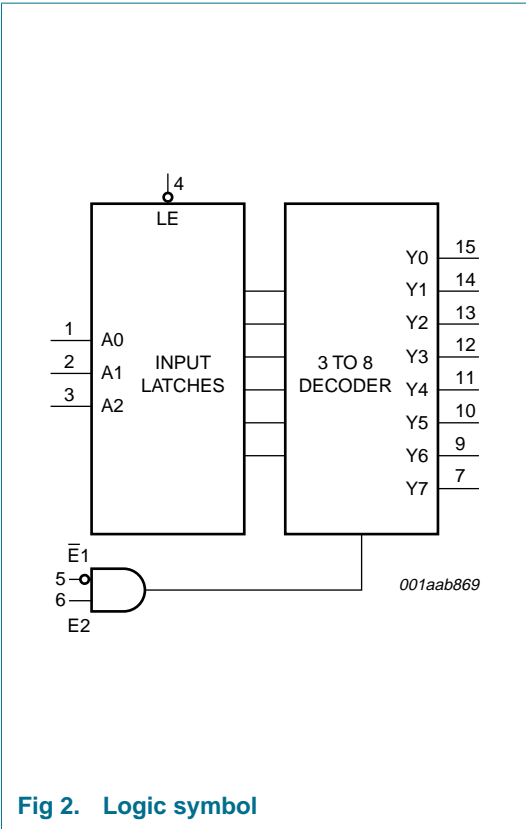 4
LE
1 A0
2 A1
3 A2
INPUT
LATCHES
3 TO 8
DECODER
Y0 15
Y1 14
Y2 13
Y3 12
Y4 11
Y5 10
Y6 9
Y7 7
E̅1
5
6
E2
001aab869
Fig 2. Logic symbol